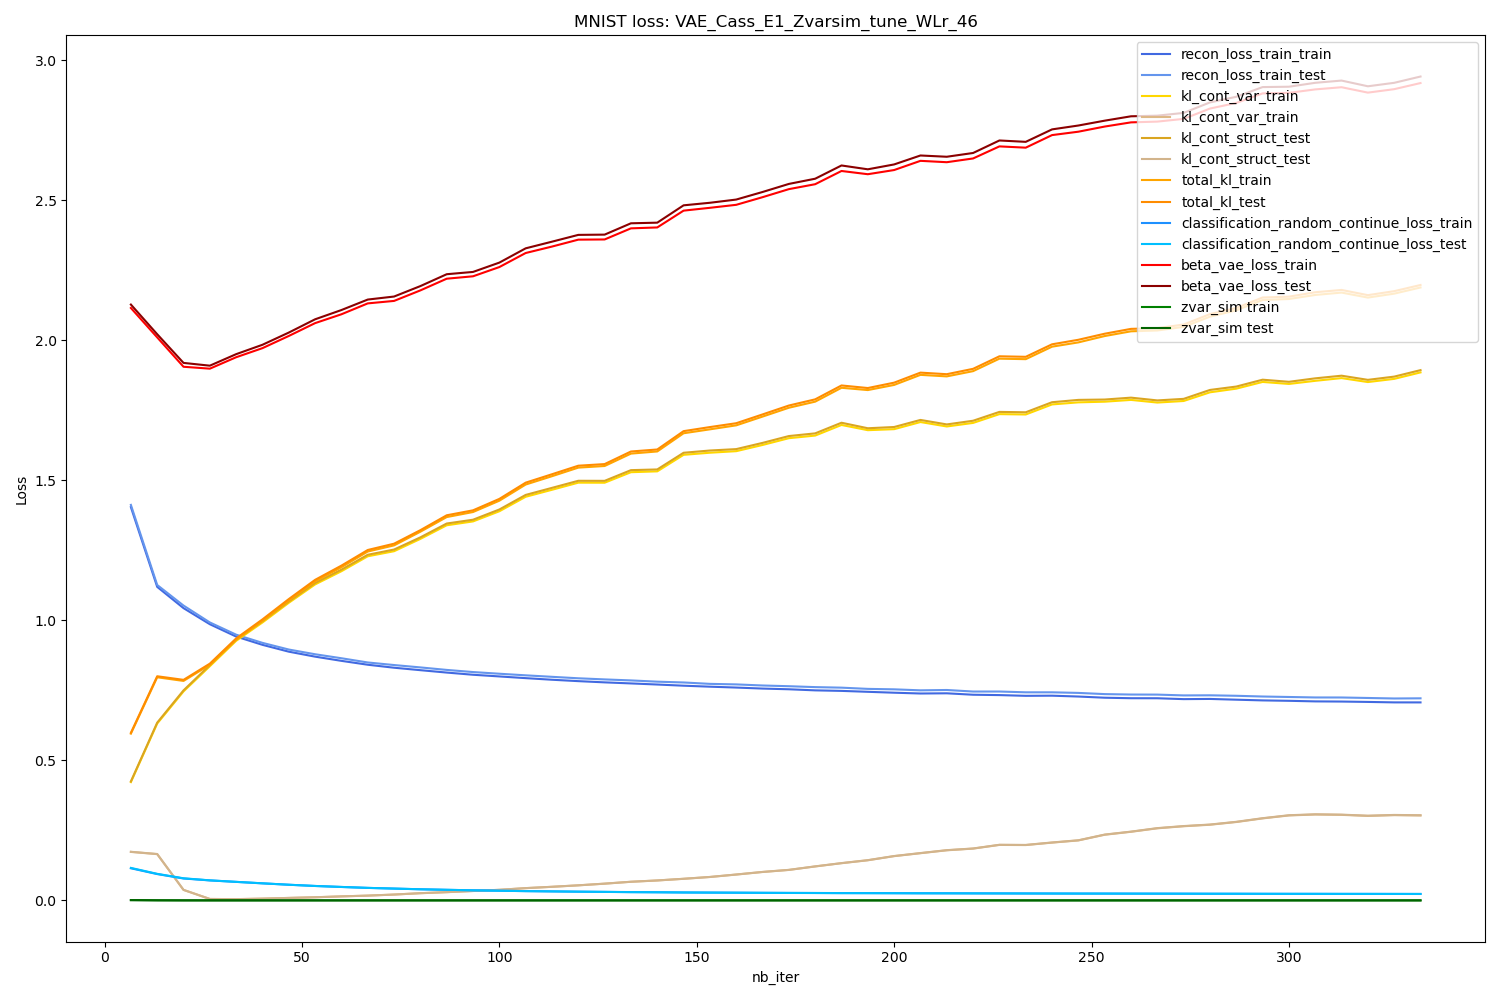 MNIST loss: VAE_Cass_E1_Zvarsim_tune_WLr_46
recon_loss_train_train
recon_loss_train_test
kl_cont_var_train
kl_cont_var_train
kl_cont_struct_test
kl_cont_struct_test
total_kl_train
total_kl_test
classification_random_continue_loss_train
classification_random_continue_loss_test
beta_vae_loss_train
beta_vae_loss_test
zvar_sim train
zvar_sim test
Loss
3.0
2.5
2.0
1.5
1.0
0.5
0.0
0 50 100 150 200 250 300
nb_iter